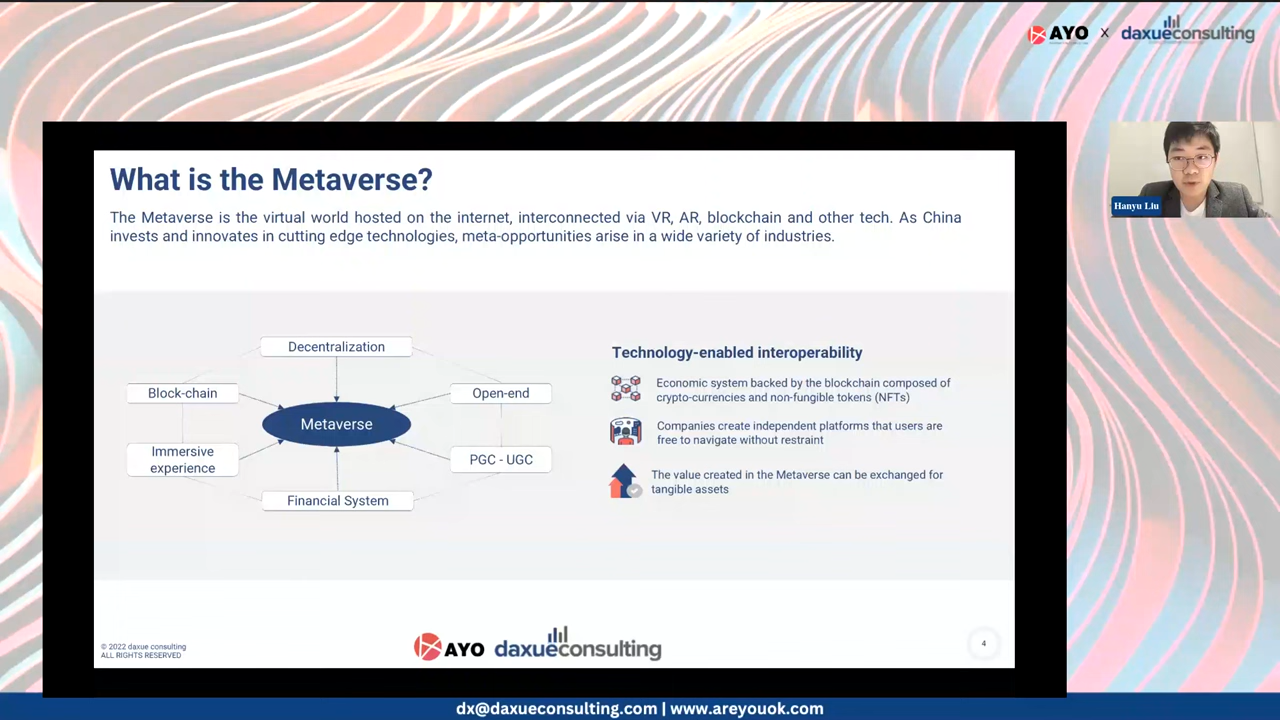 AYO X daxueconsulting
Hanyu Liu
What is the Metaverse?
The Metaverse is the virtual world hosted on the internet, interconnected via VR, AR, blockchain and other tech. As China
invests and innovates in cutting edge technologies, meta-opportunities arise in a wide variety of industries.
Decentralization
Block-chain
Open-end
Metaverse
Immersive
experience
PGC - UGC
Financial System
Technology-enabled interoperability
Economic system backed by the blockchain composed of
crypto-currencies and non-fungible tokens (NFTs)
Companies create independent platforms that users are
free to navigate without restraint
The value created in the Metaverse can be exchanged for
tangible assets
© 2022 daxue consulting
ALL RIGHTS RESERVED
AYO daxueconsulting
4
dx@daxueconsulting.com | www.areyouok.com